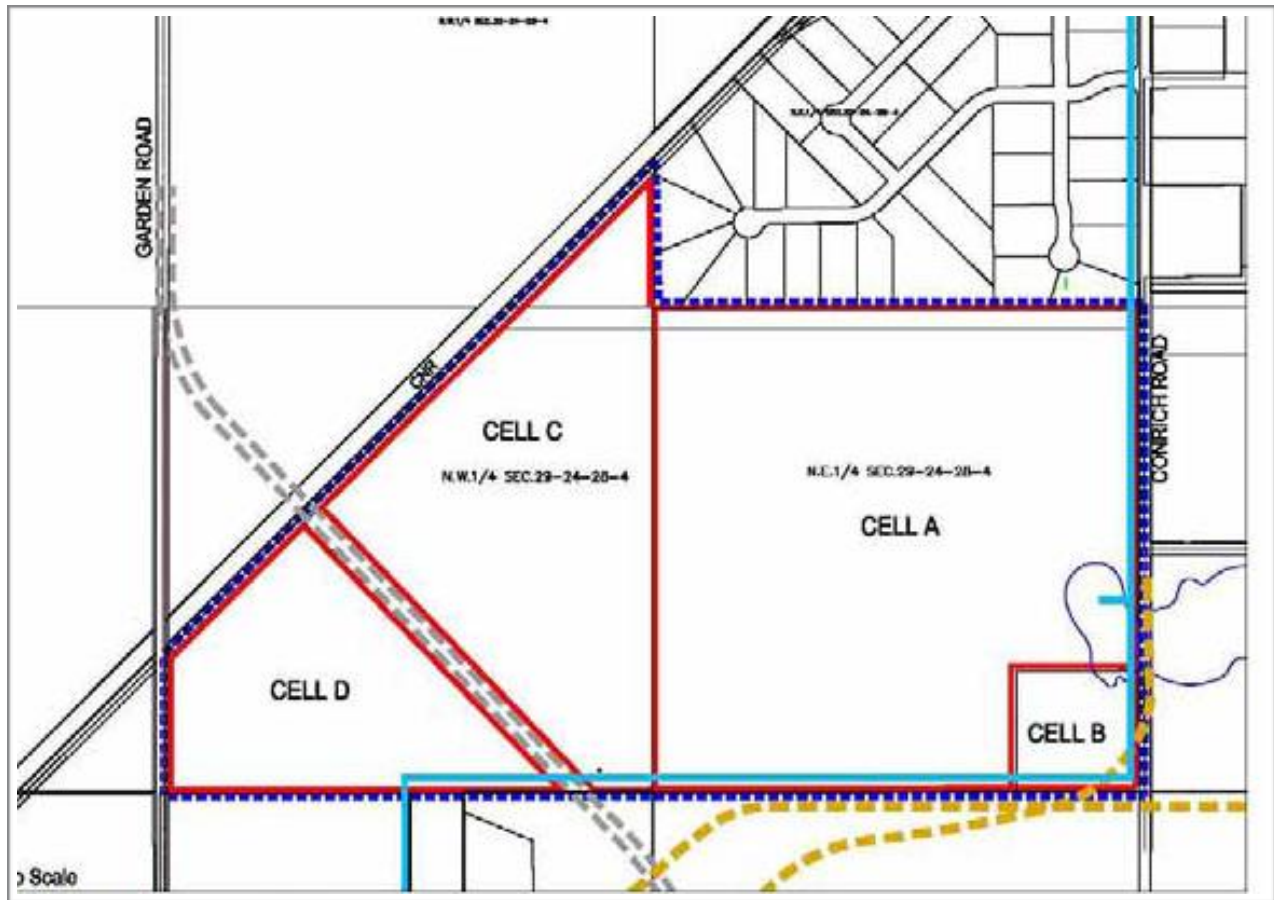 GARDEN ROAD
CNR
CONRICH ROAD
CELL C
N.W.1/4 SEC.29-24-28-4
N.E.1/4 SEC.29-24-28-4
CELL A
CELL D
CELL B
Scale